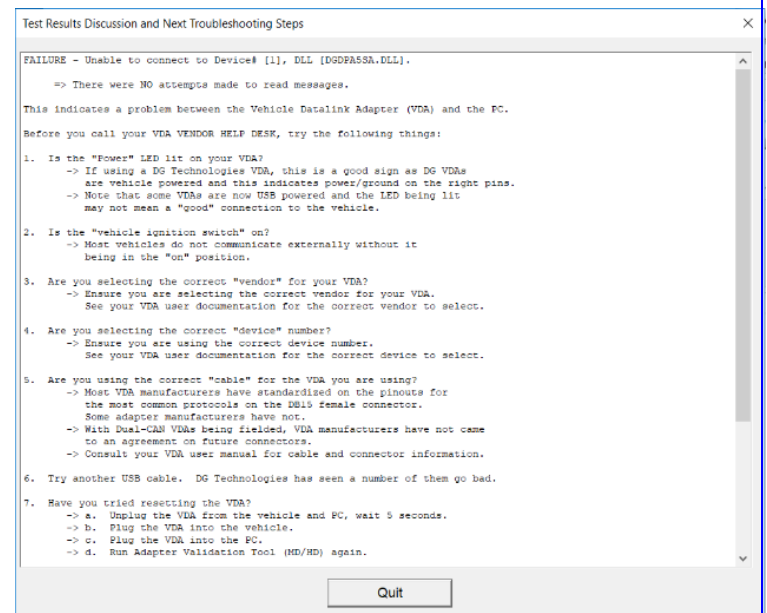 Test Results Discussion and Next Troubleshooting Steps
FAILURE - Unable to connect to Device# [1], DLL [DGDPA5SA.DLL].
=> There were NO attempts made to read messages.
This indicates a problem between the Vehicle Datalink Adapter (VDA) and the PC.
Before you call your VDA VENDOR HELP DESK, try the following things:
1. Is the "Power" LED lit on your VDA?
-> If using a DG Technologies VDA, this is a good sign as DG VDAs
are vehicle powered and this indicates power/ground on the right pins.
-> Note that some VDAs are now USB powered and the LED being lit
may not mean a "good" connection to the vehicle.
2. Is the "vehicle ignition switch" on?
-> Most vehicles do not communicate externally without it
being in the "on" position.
3. Are you selecting the correct "vendor" for your VDA?
-> Ensure you are selecting the correct vendor for your VDA.
See your VDA user documentation for the correct vendor to select.
4. Are you selecting the correct "device" number?
-> Ensure you are using the correct device number.
See your VDA user documentation for the correct device to select.
5. Are you using the correct "cable" for the VDA you are using?
-> Most VDA manufacturers have standardized on the pinouts for
the most common protocols on the DB15 female connector.
Some adapter manufacturers have not.
-> With Dual-CAN VDAs being fielded, VDA manufacturers have not came
to an agreement on future connectors.
-> Consult your VDA user manual for cable and connector information.
6. Try another USB cable. DG Technologies has seen a number of them go bad.
7. Have you tried resetting the VDA?
-> a. Unplug the VDA from the vehicle and PC, wait 5 seconds.
-> b. Plug the VDA into the vehicle.
-> c. Plug the VDA into the PC.
-> d. Run Adapter Validation Tool (MD/HD) again.
Quit